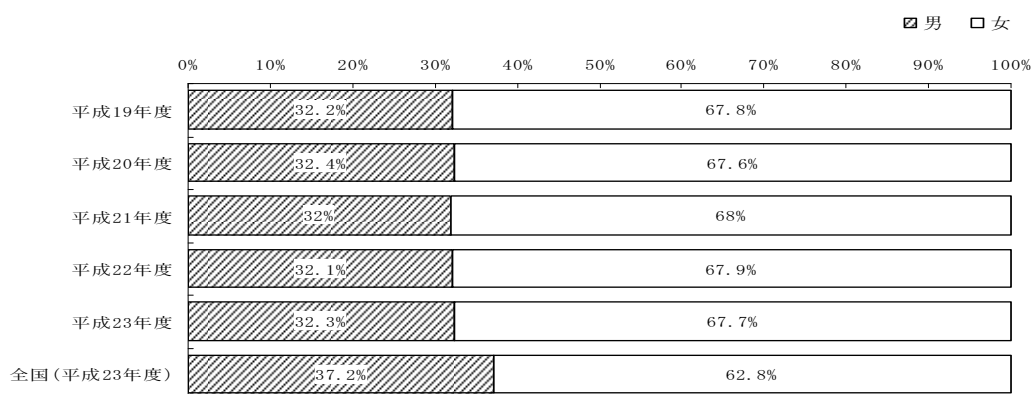 男 女
0% 10% 20% 30% 40% 50% 60% 70% 80% 90% 100%
平成19年度 32.2% 67.8%
平成20年度 32.4% 67.6%
平成21年度 32% 68%
平成22年度 32.1% 67.9%
平成23年度 32.3% 67.7%
全国(平成23年度) 37.2% 62.8%